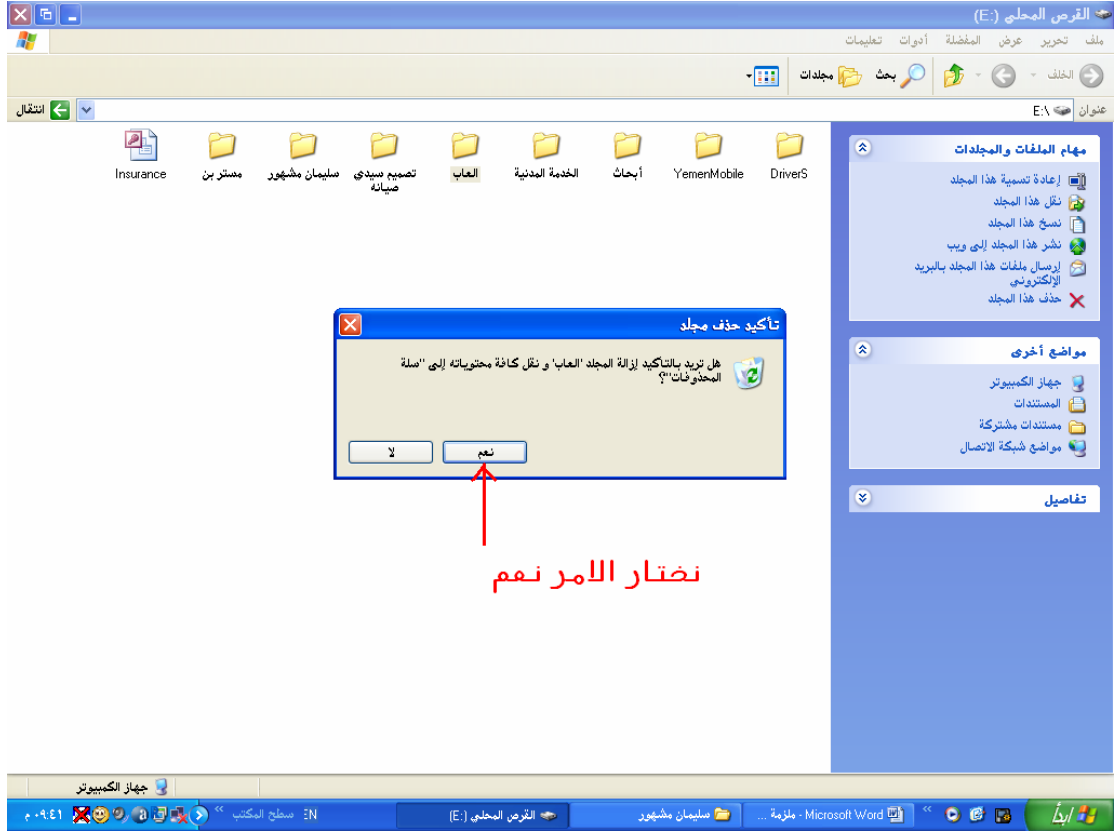 القرص المحلي (E:)
ملف تحرير عرض المفضلة أدوات تعليمات
الخلف بحث مجلدات
عنوان E:\ انتقال
DriverS
YemenMobile
أبحاث
الخدمة المدنية
العاب
تصميم سيدي
صيانه
سليمان مشهور
مستر بن
Insurance
مهام الملفات والمجلدات
إعادة تسمية هذا المجلد
نقل هذا المجلد
نسخ هذا المجلد
نشر هذا المجلد إلى ويب
إرسال ملفات هذا المجلد بالبريد
الإلكتروني
حذف هذا المجلد
مواضع أخرى
جهاز الكمبيوتر
المستندات
مستندات مشتركة
مواضع شبكة الاتصال
تفاصيل
تأكيد حذف مجلد
هل تريد بالتأكيد إزالة المجلد 'العاب' و نقل كافة محتوياته إلى "سلة
المحذوفات"؟
نعم لا
نختار الامر نعم
جهاز الكمبيوتر
ابدأ
Microsoft Word - ملزمة ...
سليمان مشهور
القرص المحلي (E:)
سطح المكتب
٠٩:٤١ م